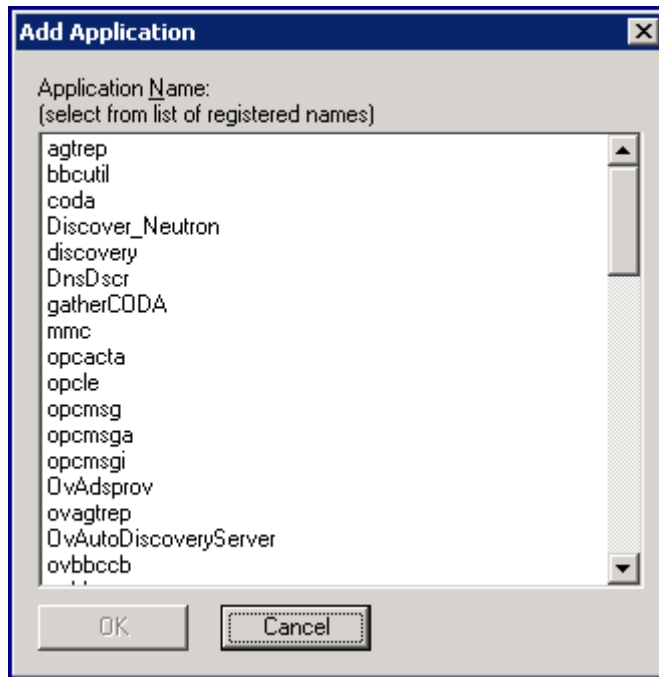 Add Application
Application Name:
(select from list of registered names)
agtrep
bbcutil
coda
Discover_Neutron
discovery
DnsDscr
gatherCODA
mmc
opcacta
opcle
opcmsg
opcmsga
opcmsgi
OvAdsprov
ovagtrep
OvAutoDiscoveryServer
ovbbccb
OK
Cancel